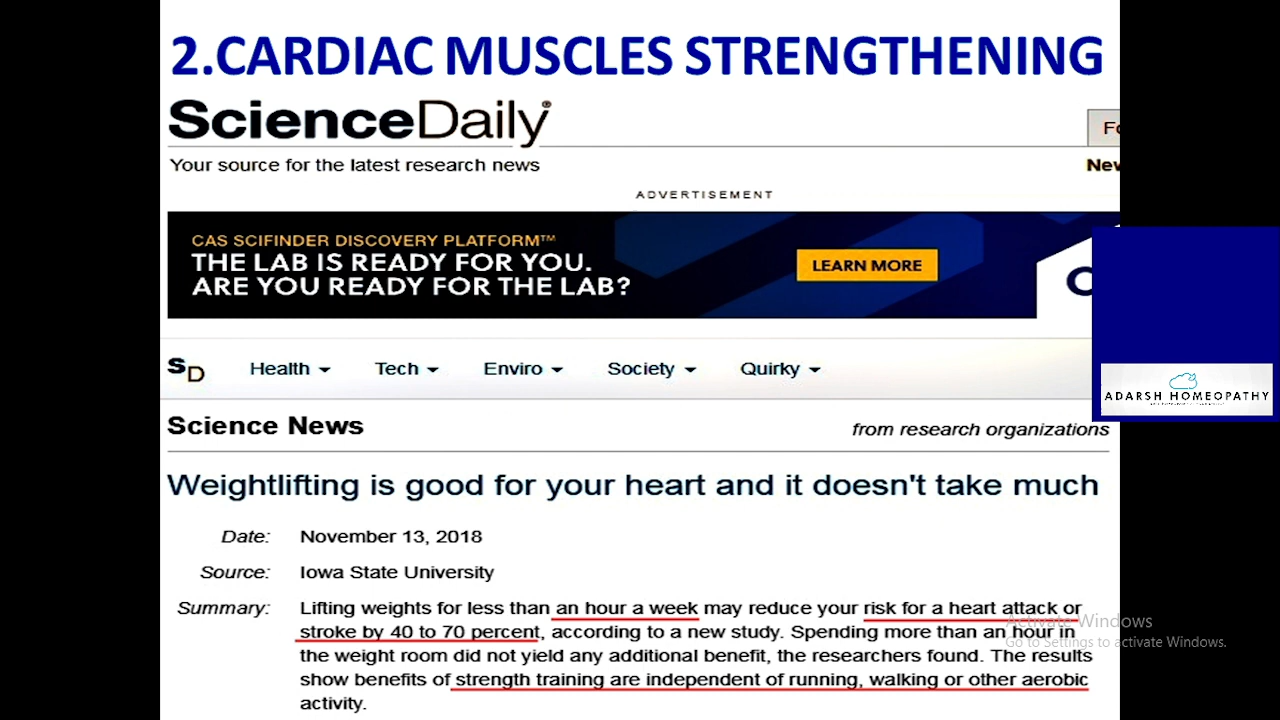 2.CARDIAC MUSCLES STRENGTHENING
ScienceDaily®
Your source for the latest research news
Fo
New
ADVERTISEMENT
CAS SCIFINDER DISCOVERY PLATFORM™
THE LAB IS READY FOR YOU.
ARE YOU READY FOR THE LAB?
LEARN MORE
C
SD
Health
Tech
Enviro
Society
Quirky
ADARSH HOMEOPATHY
Science News
from research organizations
Weightlifting is good for your heart and it doesn't take much
Date: November 13, 2018
Source: Iowa State University
Summary: Lifting weights for less than an hour a week may reduce your risk for a heart attack or
stroke by 40 to 70 percent, according to a new study. Spending more than an hour in
the weight room did not yield any additional benefit, the researchers found. The results
show benefits of strength training are independent of running, walking or other aerobic
activity.
Activate Windows
Go to Settings to activate Windows.